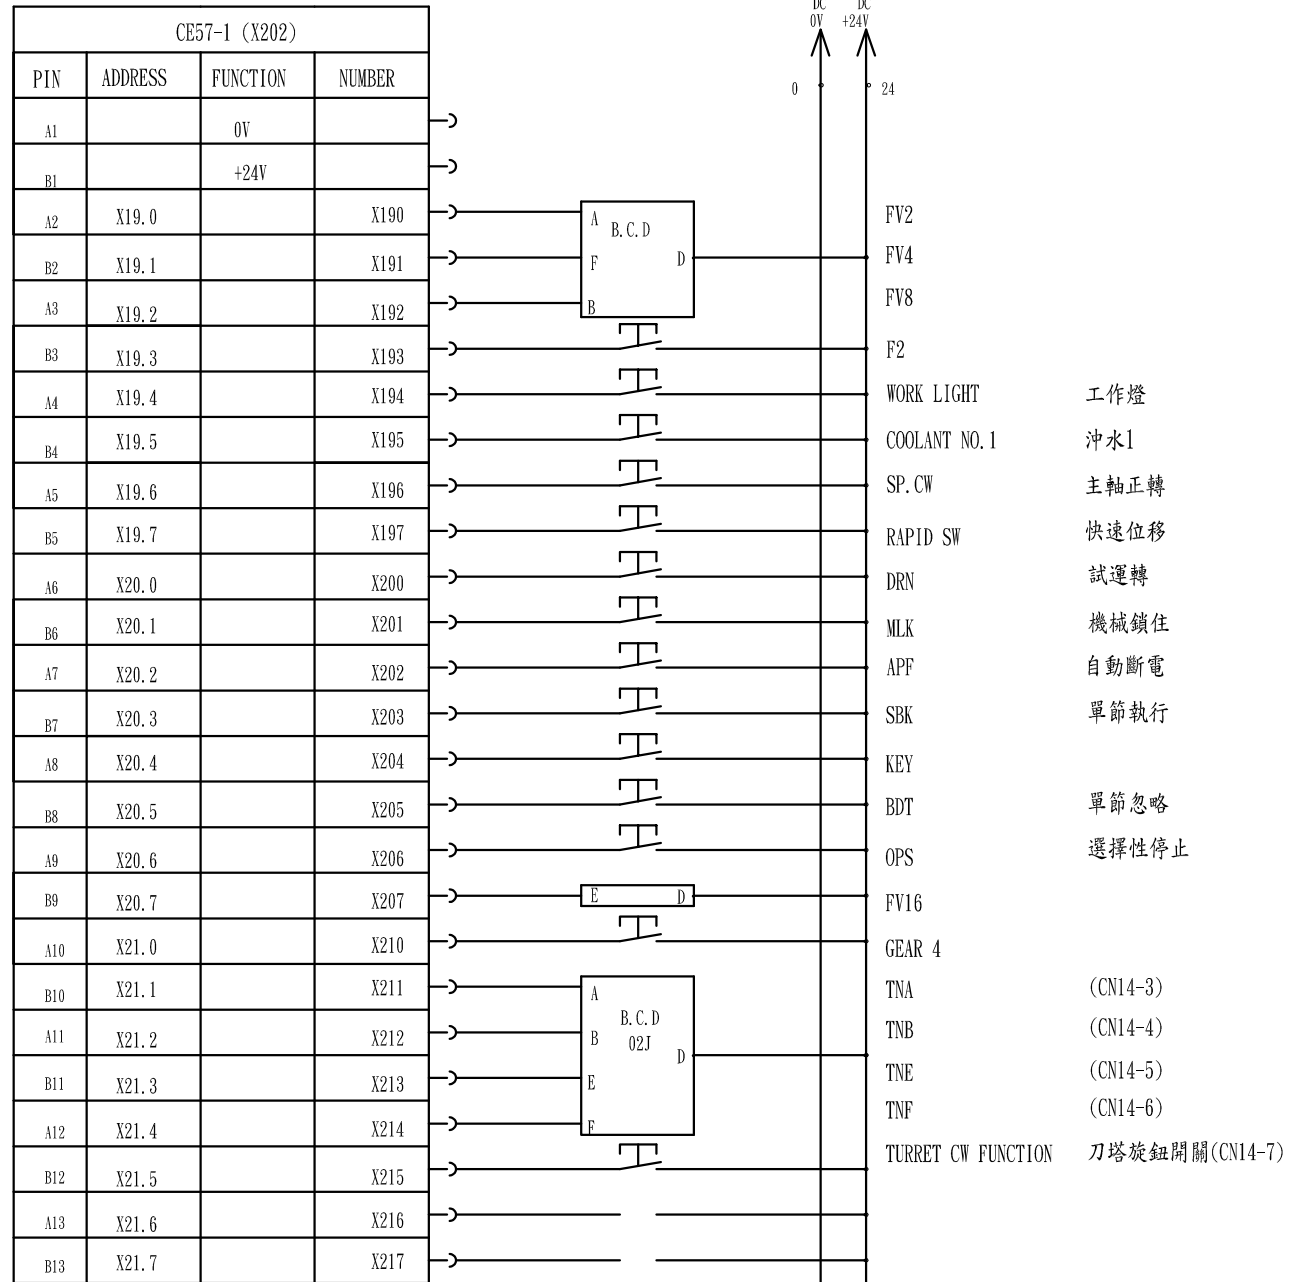 DC DC
0V +24V
CE57-1 (X202)
PIN ADDRESS FUNCTION NUMBER
0 24
A1 0V
B1 +24V
A2 X19.0 X190 A B.C.D FV2
B2 X19.1 X191 F D FV4
A3 X19.2 X192 B FV8
B3 X19.3 X193 F2
A4 X19.4 X194 WORK LIGHT 工作燈
B4 X19.5 X195 COOLANT NO.1 沖水1
A5 X19.6 X196 SP.CW 主軸正轉
B5 X19.7 X197 RAPID SW 快速位移
A6 X20.0 X200 DRN 試運轉
B6 X20.1 X201 MLK 機械鎖住
A7 X20.2 X202 APF 自動斷電
B7 X20.3 X203 SBK 單節執行
A8 X20.4 X204 KEY
B8 X20.5 X205 BDT 單節忽略
A9 X20.6 X206 OPS 選擇性停止
B9 X20.7 X207 E D FV16
A10 X21.0 X210 GEAR 4
B10 X21.1 X211 A TNA (CN14-3)
B.C.D
A11 X21.2 X212 B 02J TNB (CN14-4)
B11 X21.3 X213 E D TNE (CN14-5)
A12 X21.4 X214 F TNF (CN14-6)
B12 X21.5 X215 TURRET CW FUNCTION 刀塔旋鈕開關(CN14-7)
A13 X21.6 X216
B13 X21.7 X217